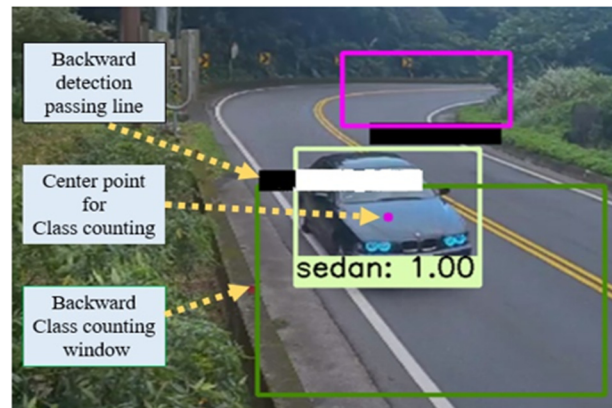 Backward
detection
passing line
Center point
for
Class counting
sedan: 1.00
Backward
Class counting
window